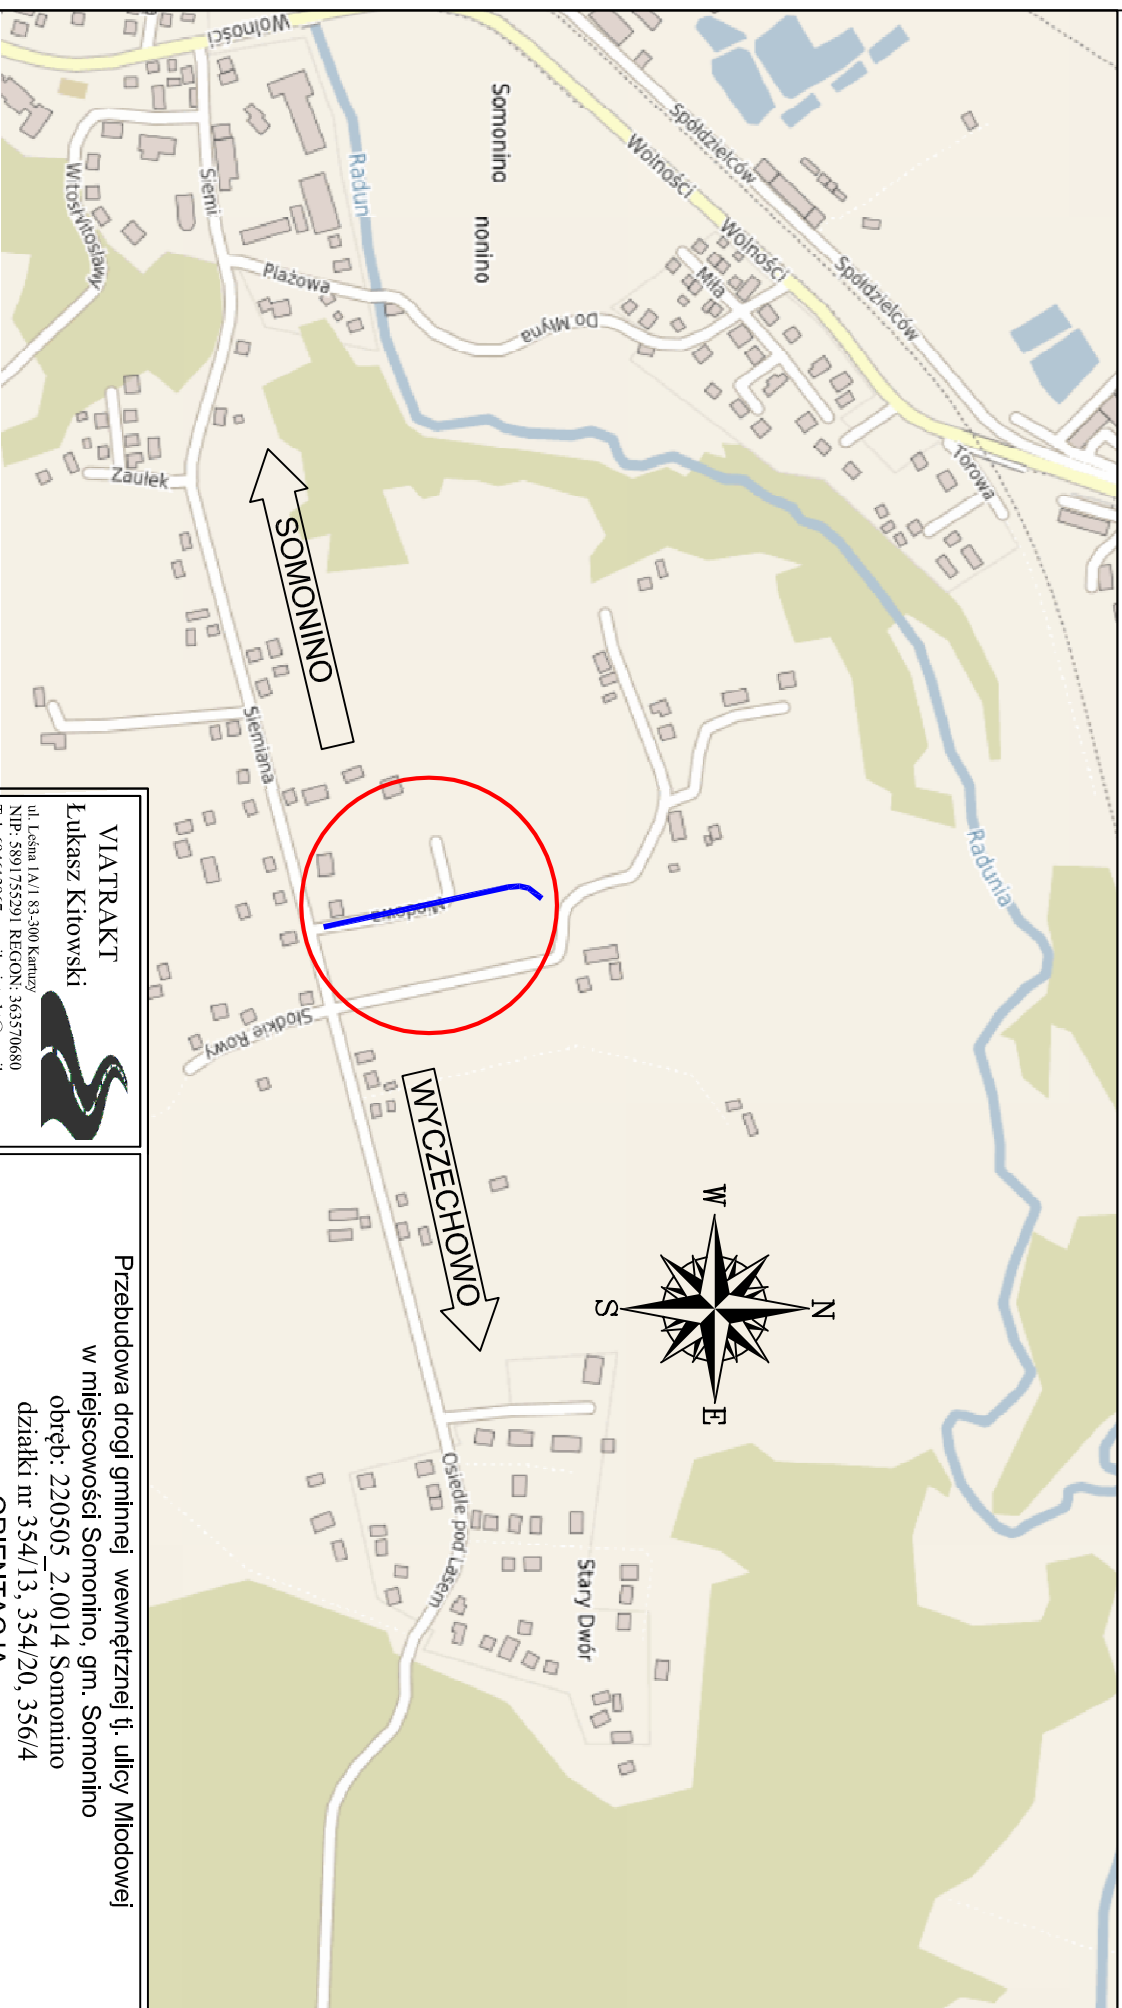 Wolności
Siemi
Witosławy
Plażowa
Radun
Somonino
nonino
Do Młyna
Miła
Wolności
Wolności
Spółdzielców
Spółdzielców
Torowa
Zaułek
SOMONINO
Siemiana
Miodowa
Słodkie Rowy
Radunia
WYCZECHOWO
N
W
E
S
Osiedle pod Lasem
Stary Dwór
VIATRAKT
Łukasz Kitowski
ul. Leśna 1A/1 83-300 Kartuzy
NIP: 5891755291 REGON: 363570680
Przebudowa drogi gminnej wewnętrznej tj. ulicy Miodowej
w miejscowości Somonino, gm. Somonino
obręb: 220505_2.0014 Somonino
działki nr 354/13, 354/20, 356/4